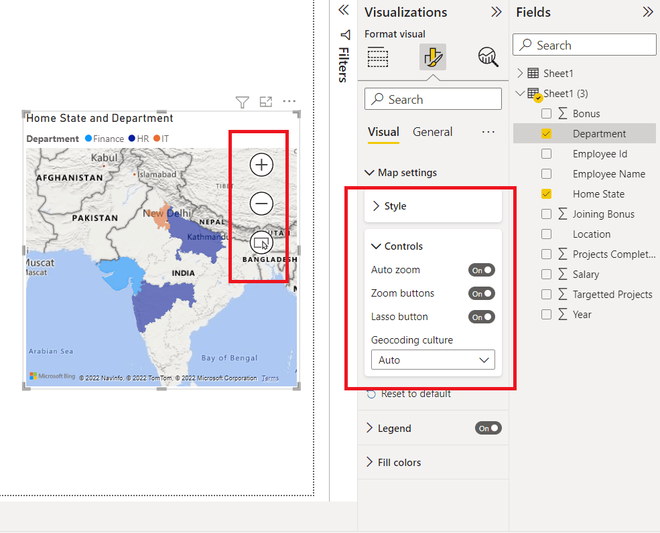 Home State and Department
Department Finance HR IT
Kabul
Islamabad
AFGHANISTAN
TIBE
New Delhi
PAKISTAN
NEPAL
Kathmandu
Muscat
Mascat
BANGLADESH
INDIA
Arabian Sea
Bay of Bengal
Microsoft Bing © 2022 NavInfo, © 2022 TomTom, © 2022 Microsoft Corporation Terms
Filters
Visualizations
Format visual
Search
Visual General
Map settings
Style
Controls
Auto zoom On
Zoom buttons On
Lasso button On
Geocoding culture
Auto
Reset to default
Legend On
Fill colors
Fields
Search
Sheet1
Sheet1 (3)
Bonus
Department
Employee Id
Employee Name
Home State
Joining Bonus
Location
Projects Complet...
Salary
Targetted Projects
Year